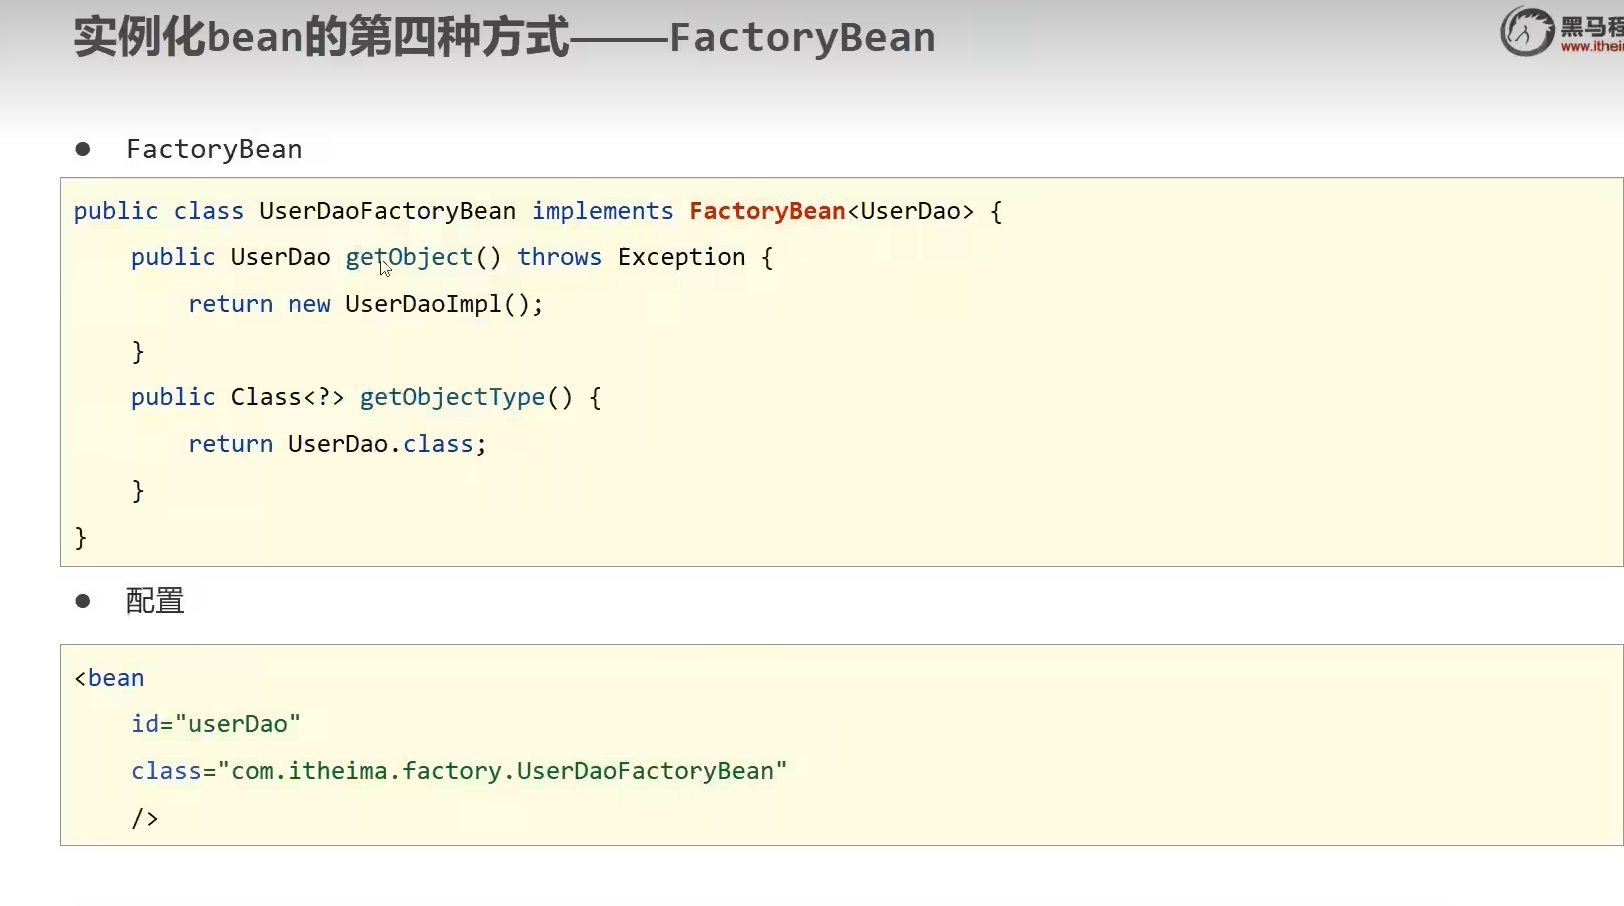 实例化bean的第四种方式——FactoryBean
黑马程
www.ithei
● FactoryBean
public class UserDaoFactoryBean implements FactoryBean<UserDao> {
    public UserDao getObject() throws Exception {
        return new UserDaoImpl();
    }
    public Class<?> getObjectType() {
        return UserDao.class;
    }
}
● 配置
<bean
    id="userDao"
    class="com.itheima.factory.UserDaoFactoryBean"
    />